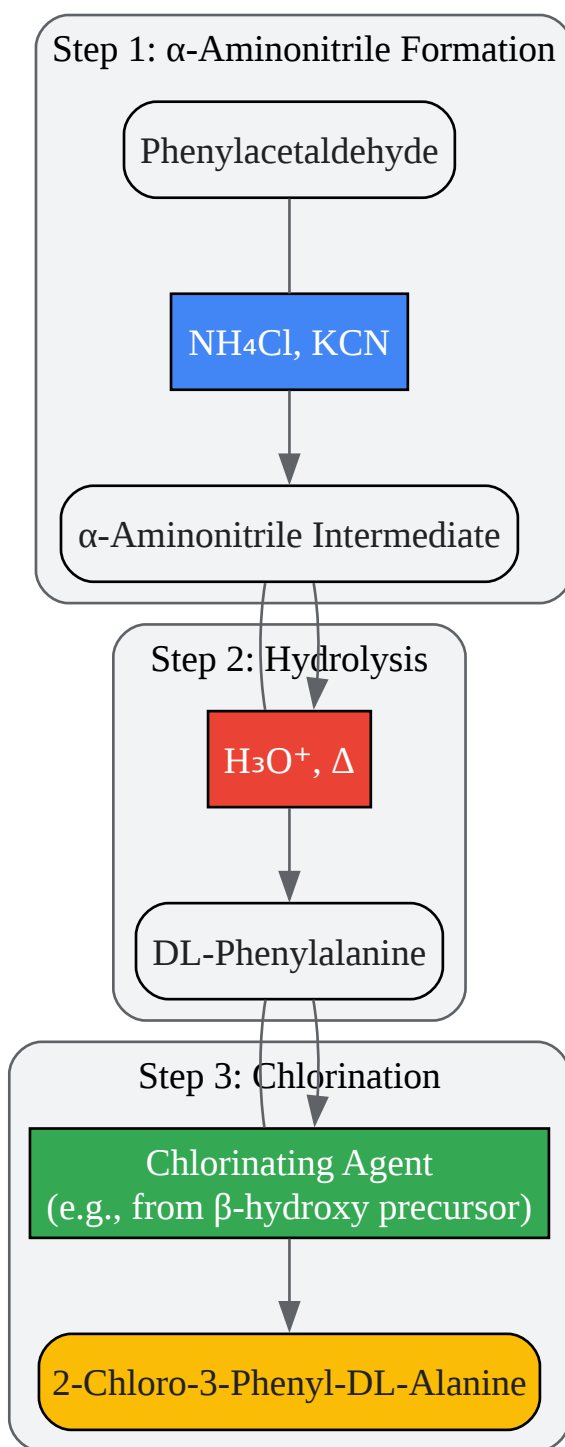 Step 1: α-Aminonitrile Formation
Phenylacetaldehyde
NH₄Cl, KCN
α-Aminonitrile Intermediate
Step 2: Hydrolysis
H₃O⁺, Δ
DL-Phenylalanine
Step 3: Chlorination
Chlorinating Agent
(e.g., from β-hydroxy precursor)
2-Chloro-3-Phenyl-DL-Alanine